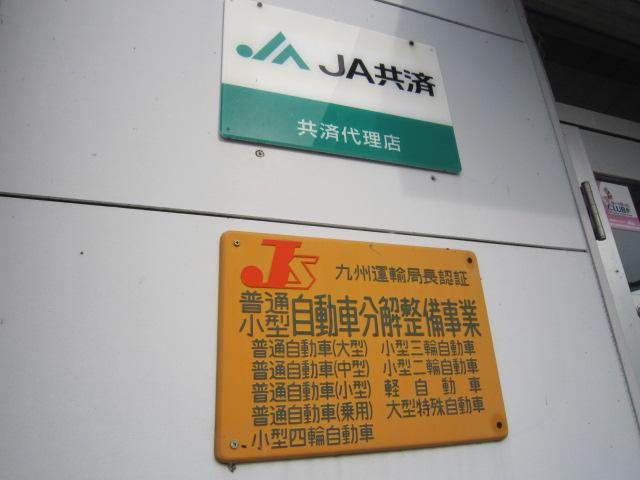 JA共済
共済代理店
CLUB
JS 九州運輸局長認証
普通
小型 自動車分解整備事業
普通自動車(大型) 小型三輪自動車
普通自動車(中型) 小型二輪自動車
普通自動車(小型) 軽自動車
普通自動車(乗用) 大型特殊自動車
小型四輪自動車